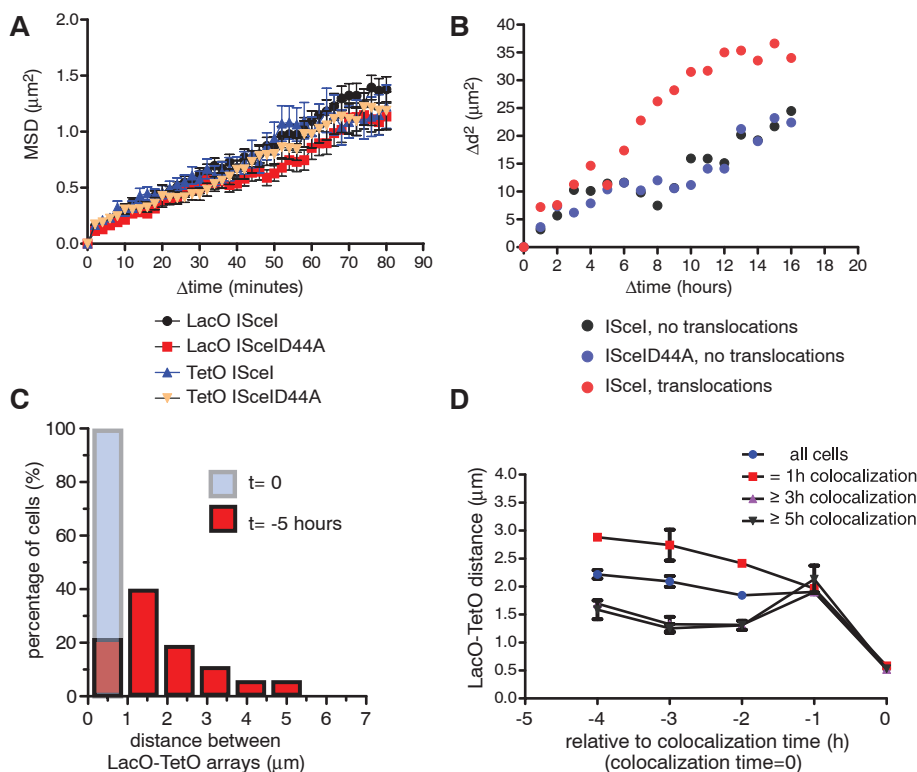 A
MSD (μm²)
2.0
1.5
1.0
0.5
0.0
0 10 20 30 40 50 60 70 80 90
Δtime (minutes)
LacO ISceI
LacO ISceID44A
TetO ISceI
TetO ISceID44A
B
Δd² (μm²)
40
35
30
25
20
15
10
5
0
0 2 4 6 8 10 12 14 16 18 20
Δtime (hours)
ISceI, no translocations
ISceID44A, no translocations
ISceI, translocations
C
percentage of cells (%)
100
80
60
40
20
0
0 1 2 3 4 5 6 7
distance between
LacO-TetO arrays (μm)
t= 0
t= -5 hours
D
all cells
= 1h colocalization
≥ 3h colocalization
≥ 5h colocalization
LacO-TetO distance (μm)
4.0
3.5
3.0
2.5
2.0
1.5
1.0
0.5
0.0
-5 -4 -3 -2 -1 0
relative to colocalization time (h)
(colocalization time=0)